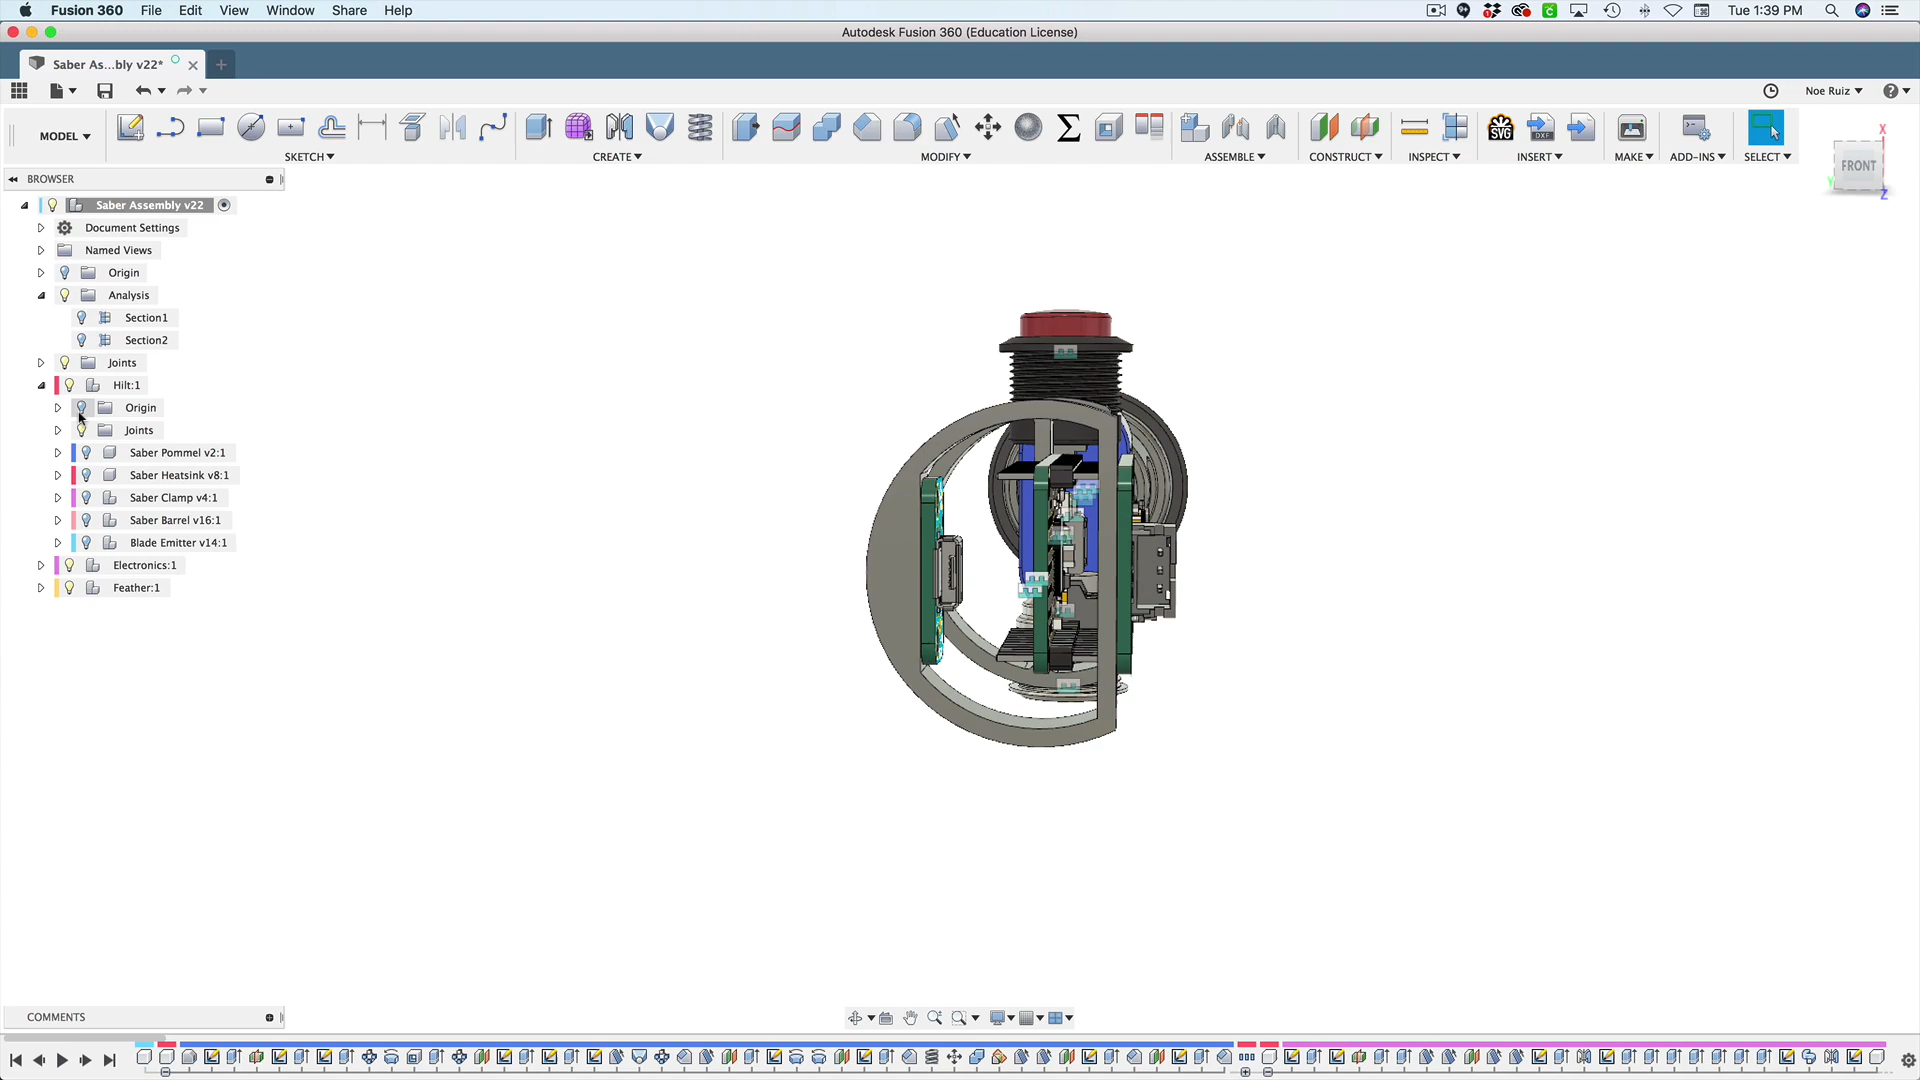 Fusion 360 File Edit View Window Share Help Tue 1:39 PM
Autodesk Fusion 360 (Education License)
Saber As...bly v22*
Noe Ruiz
MODEL
SKETCH CREATE MODIFY ASSEMBLE CONSTRUCT INSPECT INSERT MAKE ADD-INS SELECT
SVG DXF
FRONT
X
Y
Z
BROWSER
Saber Assembly v22
Document Settings
Named Views
Origin
Analysis
Section1
Section2
Joints
Hilt:1
Origin
Joints
Saber Pommel v2:1
Saber Heatsink v8:1
Saber Clamp v4:1
Saber Barrel v16:1
Blade Emitter v14:1
Electronics:1
Feather:1
COMMENTS